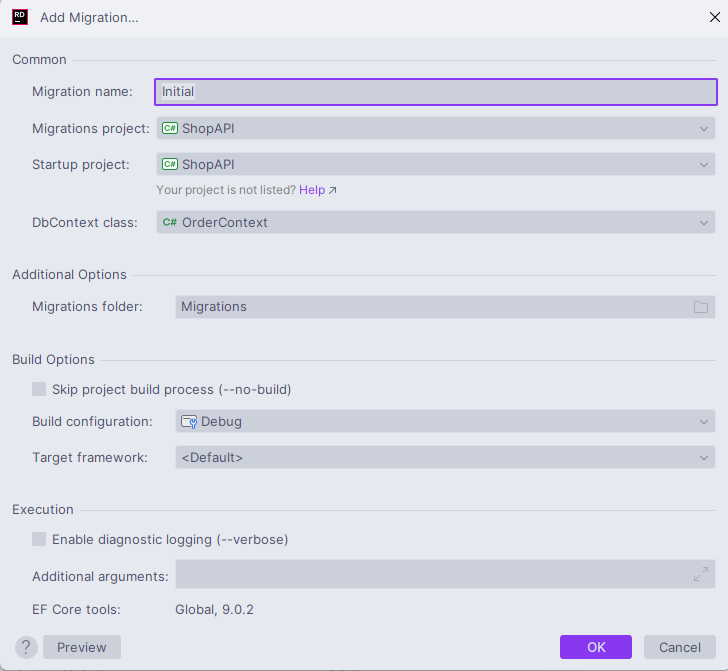 RD Add Migration...
Common
Migration name: Initial
Migrations project: C# ShopAPI
Startup project: C# ShopAPI
Your project is not listed? Help ↗
DbContext class: C# OrderContext
Additional Options
Migrations folder: Migrations
Build Options
Skip project build process (--no-build)
Build configuration: Debug
Target framework: <Default>
Execution
Enable diagnostic logging (--verbose)
Additional arguments:
EF Core tools: Global, 9.0.2
? Preview OK Cancel